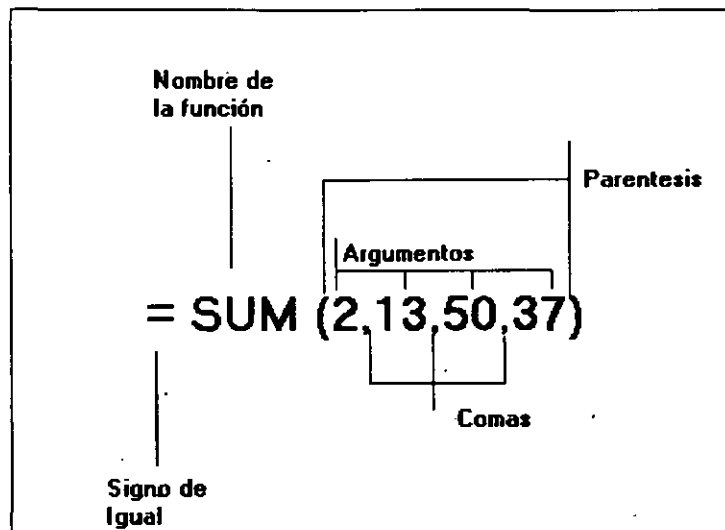 Nombre de
la función
Parentesis
Argumentos
= SUM (2,13,50,37)
Comas
Signo de
Igual